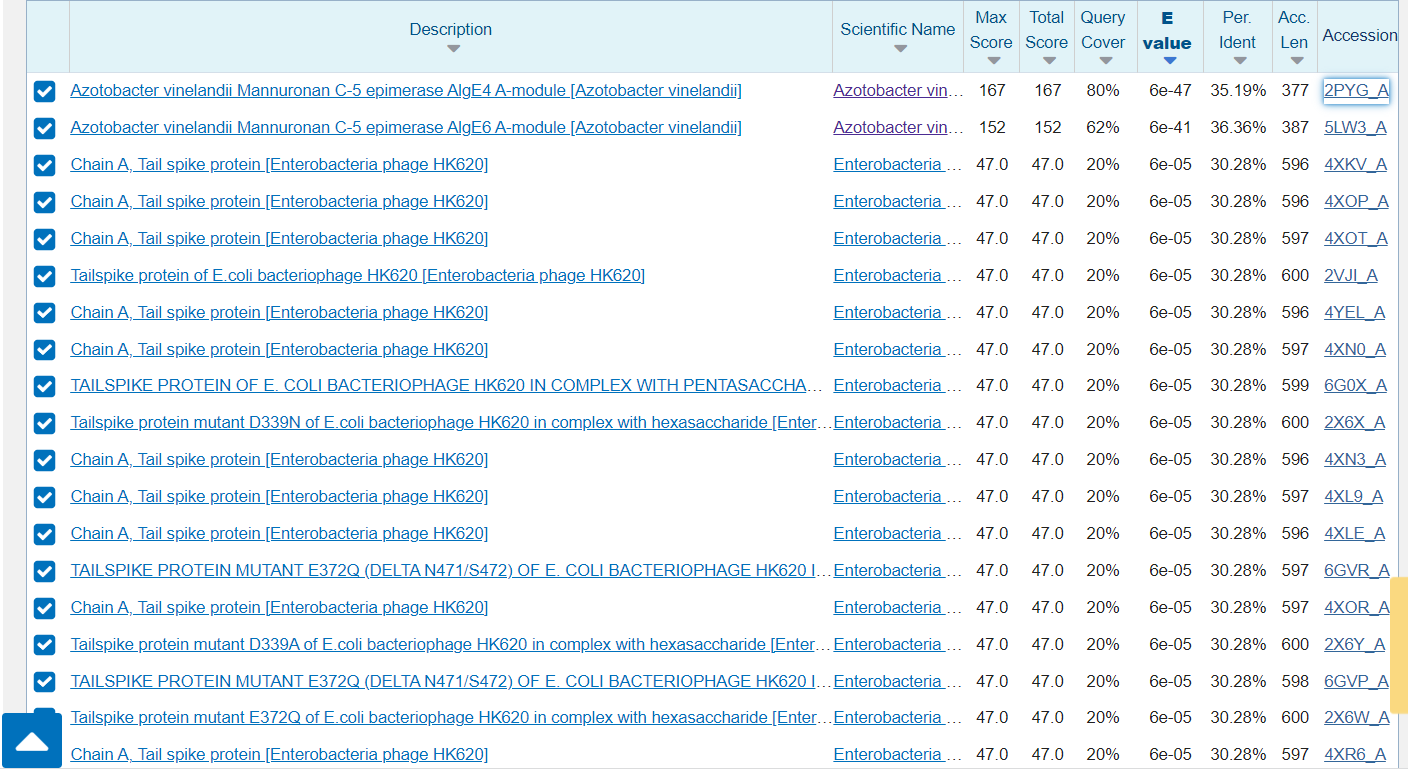 Description Scientific Name Max Score Total Score Query Cover E value Per. Ident Acc. Len Accession
Azotobacter vinelandii Mannuronan C-5 epimerase AlgE4 A-module [Azotobacter vinelandii] Azotobacter vin... 167 167 80% 6e-47 35.19% 377 2PYG_A
Azotobacter vinelandii Mannuronan C-5 epimerase AlgE6 A-module [Azotobacter vinelandii] Azotobacter vin... 152 152 62% 6e-41 36.36% 387 5LW3_A
Chain A, Tail spike protein [Enterobacteria phage HK620] Enterobacteria ... 47.0 47.0 20% 6e-05 30.28% 596 4XKV_A
Chain A, Tail spike protein [Enterobacteria phage HK620] Enterobacteria ... 47.0 47.0 20% 6e-05 30.28% 596 4XOP_A
Chain A, Tail spike protein [Enterobacteria phage HK620] Enterobacteria ... 47.0 47.0 20% 6e-05 30.28% 597 4XOT_A
Tailspike protein of E.coli bacteriophage HK620 [Enterobacteria phage HK620] Enterobacteria ... 47.0 47.0 20% 6e-05 30.28% 600 2VJI_A
Chain A, Tail spike protein [Enterobacteria phage HK620] Enterobacteria ... 47.0 47.0 20% 6e-05 30.28% 596 4YEL_A
Chain A, Tail spike protein [Enterobacteria phage HK620] Enterobacteria ... 47.0 47.0 20% 6e-05 30.28% 597 4XN0_A
TAILSPIKE PROTEIN OF E. COLI BACTERIOPHAGE HK620 IN COMPLEX WITH PENTASACCHA... Enterobacteria ... 47.0 47.0 20% 6e-05 30.28% 599 6G0X_A
Tailspike protein mutant D339N of E.coli bacteriophage HK620 in complex with hexasaccharide [Enter... Enterobacteria ... 47.0 47.0 20% 6e-05 30.28% 600 2X6X_A
Chain A, Tail spike protein [Enterobacteria phage HK620] Enterobacteria ... 47.0 47.0 20% 6e-05 30.28% 596 4XN3_A
Chain A, Tail spike protein [Enterobacteria phage HK620] Enterobacteria ... 47.0 47.0 20% 6e-05 30.28% 597 4XL9_A
Chain A, Tail spike protein [Enterobacteria phage HK620] Enterobacteria ... 47.0 47.0 20% 6e-05 30.28% 596 4XLE_A
TAILSPIKE PROTEIN MUTANT E372Q (DELTA N471/S472) OF E. COLI BACTERIOPHAGE HK620 I... Enterobacteria ... 47.0 47.0 20% 6e-05 30.28% 597 6GVR_A
Chain A, Tail spike protein [Enterobacteria phage HK620] Enterobacteria ... 47.0 47.0 20% 6e-05 30.28% 597 4XOR_A
Tailspike protein mutant D339A of E.coli bacteriophage HK620 in complex with hexasaccharide [Enter... Enterobacteria ... 47.0 47.0 20% 6e-05 30.28% 600 2X6Y_A
TAILSPIKE PROTEIN MUTANT E372Q (DELTA N471/S472) OF E. COLI BACTERIOPHAGE HK620 I... Enterobacteria ... 47.0 47.0 20% 6e-05 30.28% 598 6GVP_A
Tailspike protein mutant E372Q of E.coli bacteriophage HK620 in complex with hexasaccharide [Enter... Enterobacteria ... 47.0 47.0 20% 6e-05 30.28% 600 2X6W_A
Chain A, Tail spike protein [Enterobacteria phage HK620] Enterobacteria ... 47.0 47.0 20% 6e-05 30.28% 597 4XR6_A